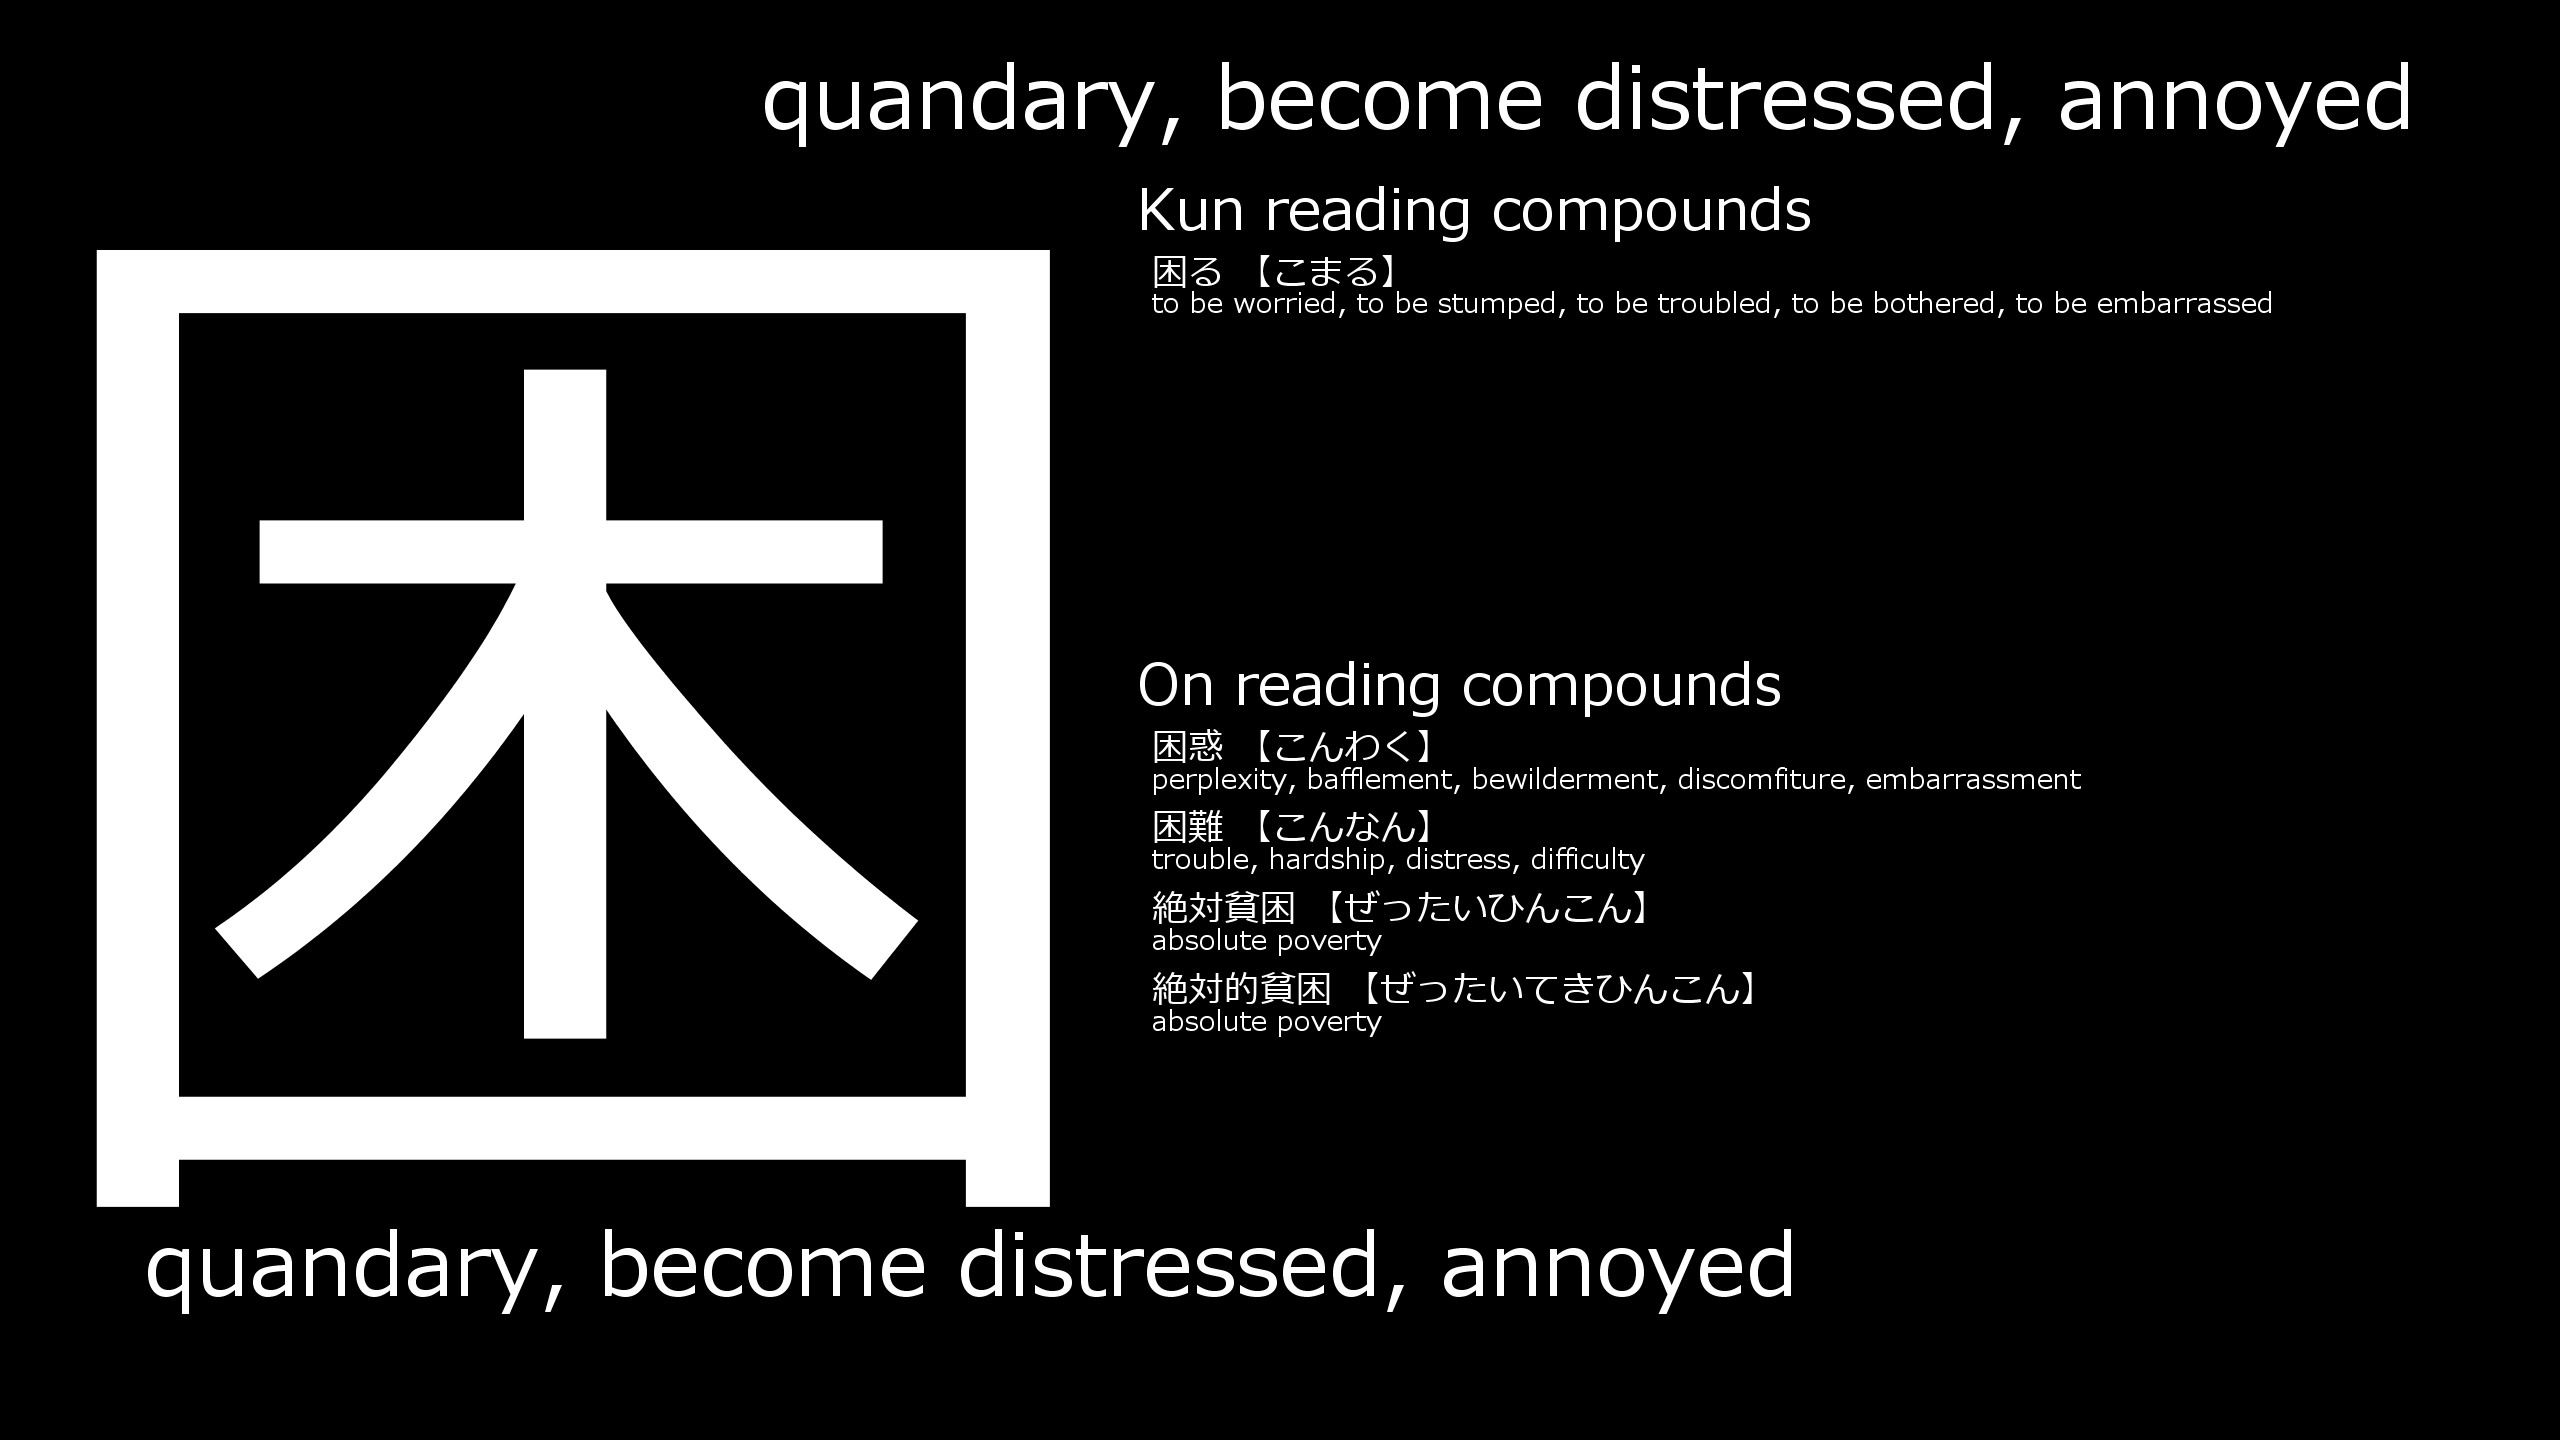 quandary, become distressed, annoyed
Kun reading compounds
困る 【こまる】
to be worried, to be stumped, to be troubled, to be bothered, to be embarrassed
困
On reading compounds
困惑 【こんわく】
perplexity, bafflement, bewilderment, discomfiture, embarrassment
困難 【こんなん】
trouble, hardship, distress, difficulty
絶対貧困 【ぜったいひんこん】
absolute poverty
絶対的貧困 【ぜったいてきひんこん】
absolute poverty
quandary, become distressed, annoyed